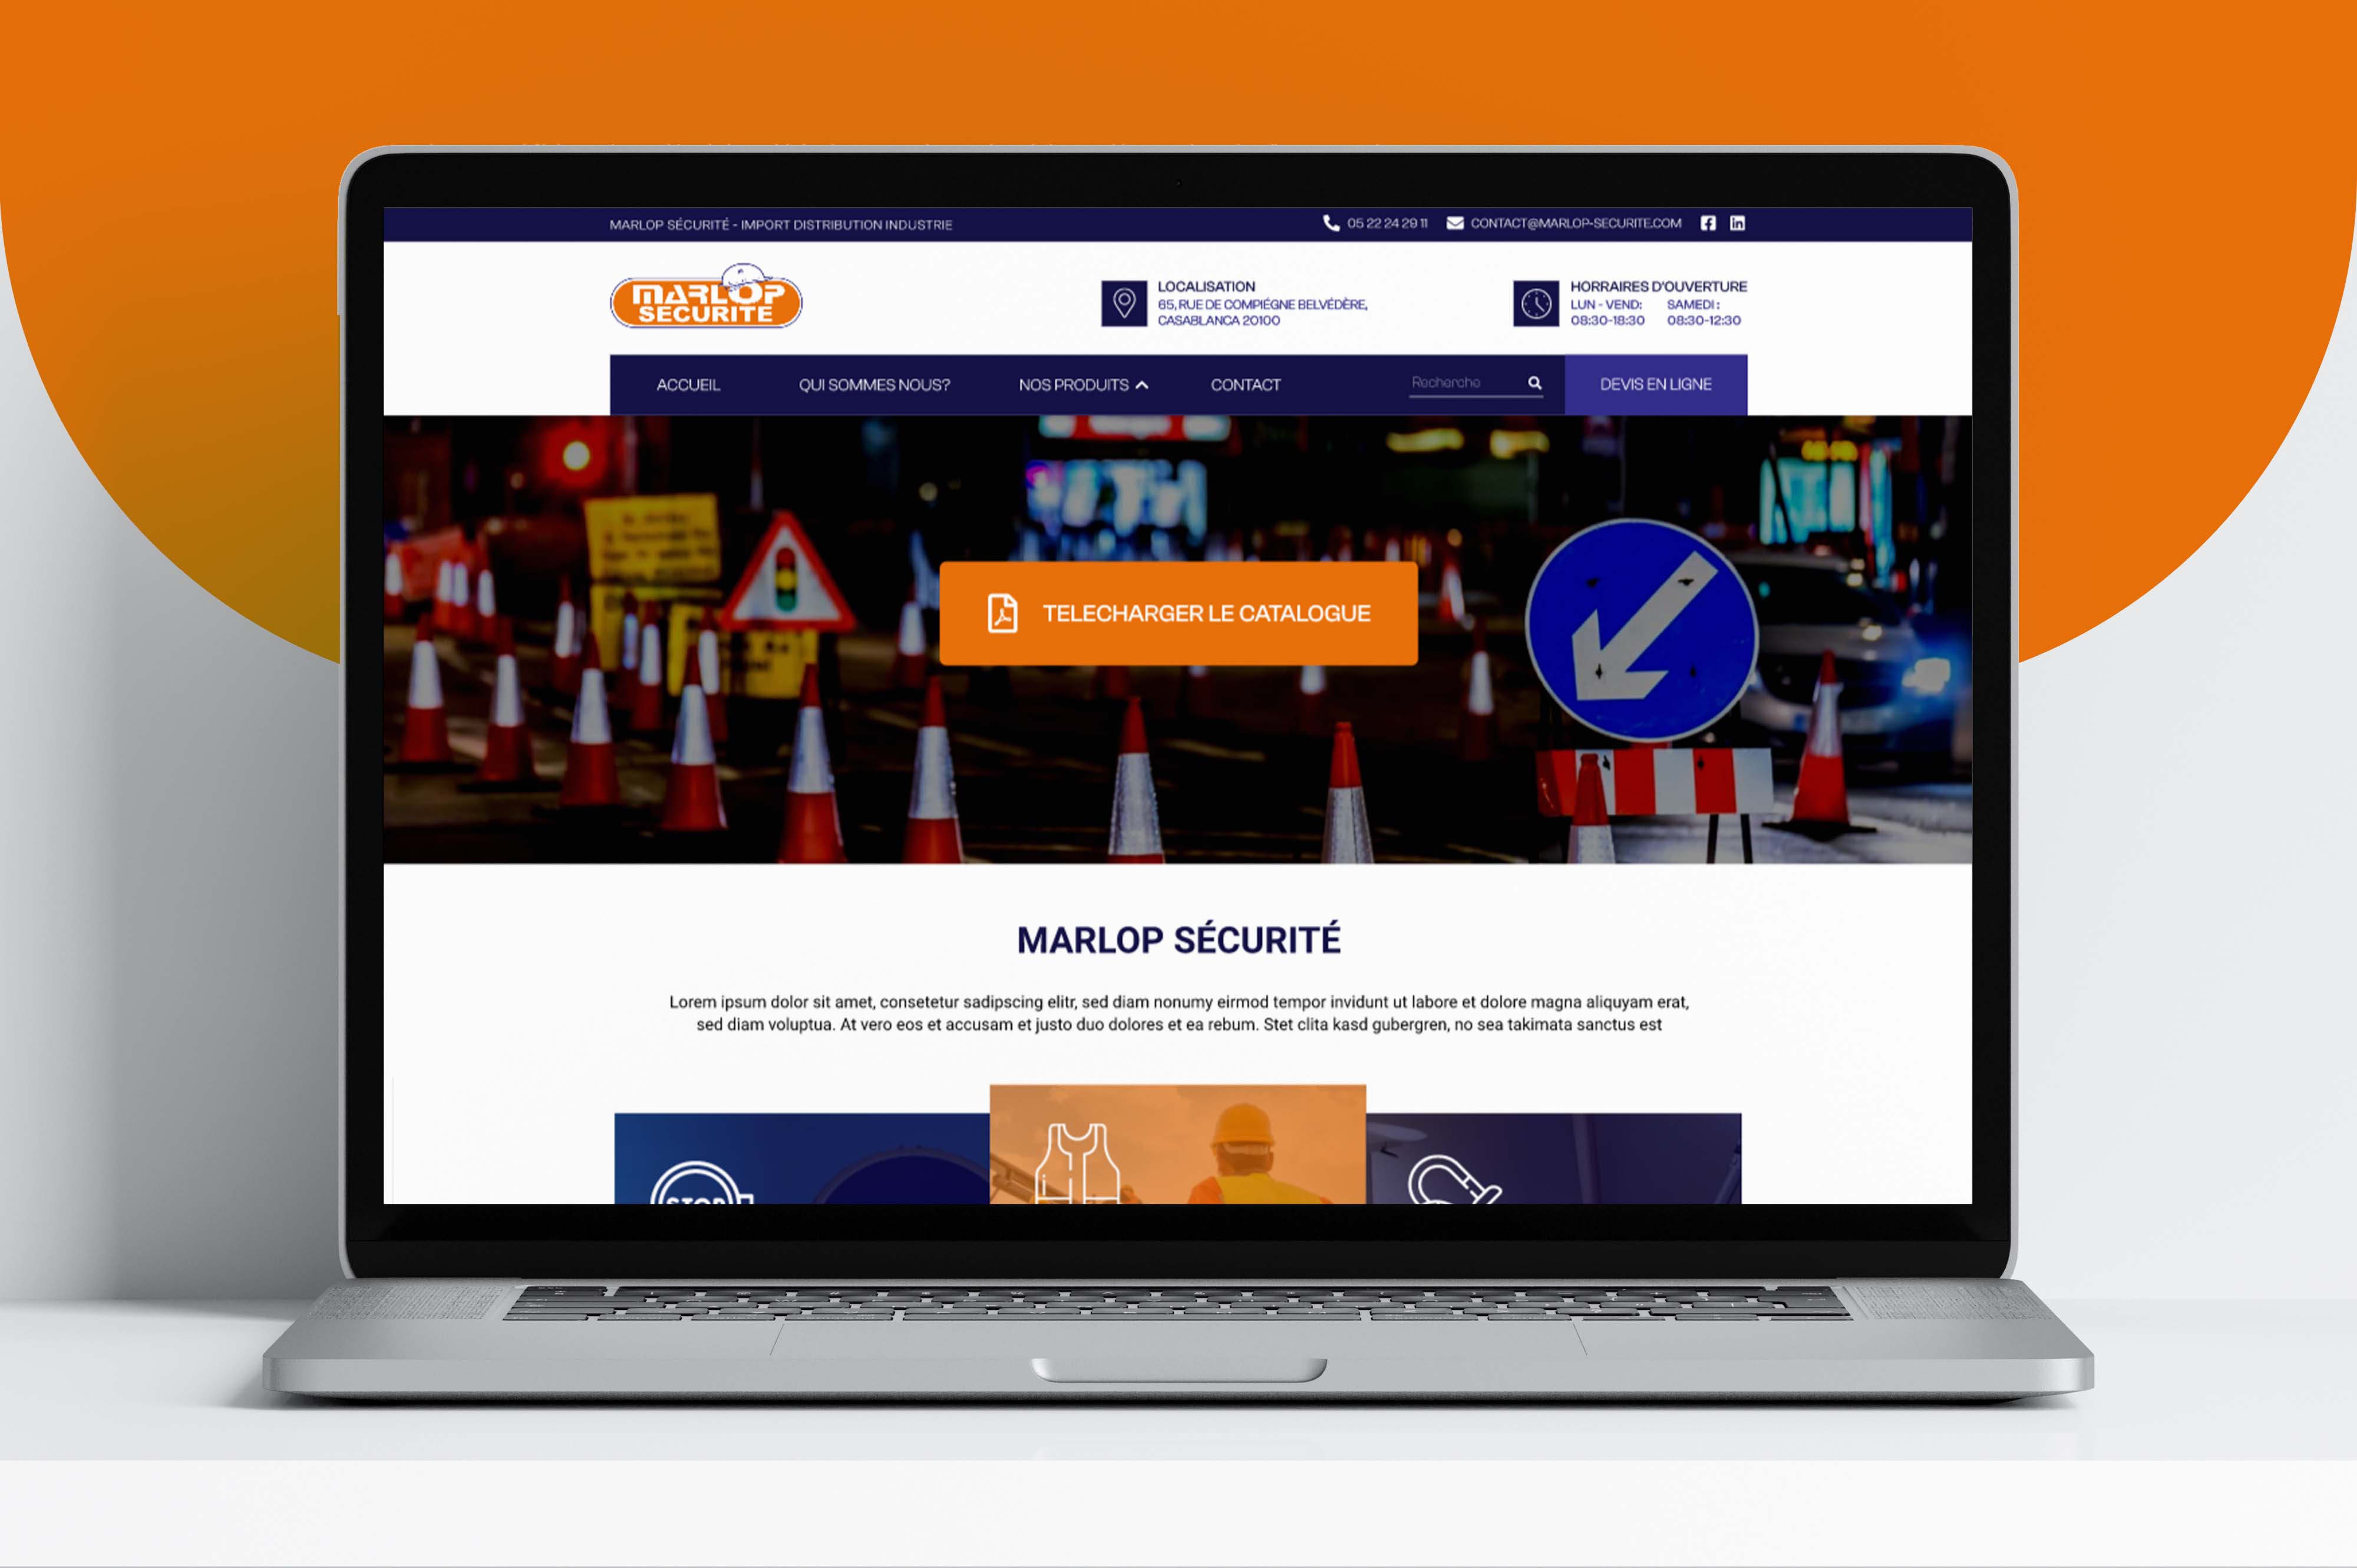 MARLOP SÉCURITÉ - IMPORT DISTRIBUTION INDUSTRIE
05 22 24 29 11
CONTACT@MARLOP-SECURITE.COM
MARLOP
SECURITE
LOCALISATION
65, RUE DE COMPIÉGNE BELVÉDÈRE,
CASABLANCA 20100
HORRAIRES D'OUVERTURE
LUN - VEND: SAMEDI :
08:30-18:30 08:30-12:30
ACCUEIL
QUI SOMMES NOUS?
NOS PRODUITS
CONTACT
Recherche
DEVIS EN LIGNE
TELECHARGER LE CATALOGUE
MARLOP SÉCURITÉ
Lorem ipsum dolor sit amet, consetetur sadipscing elitr, sed diam nonumy eirmod tempor invidunt ut labore et dolore magna aliquyam erat,
sed diam voluptua. At vero eos et accusam et justo duo dolores et ea rebum. Stet clita kasd gubergren, no sea takimata sanctus est
STOP